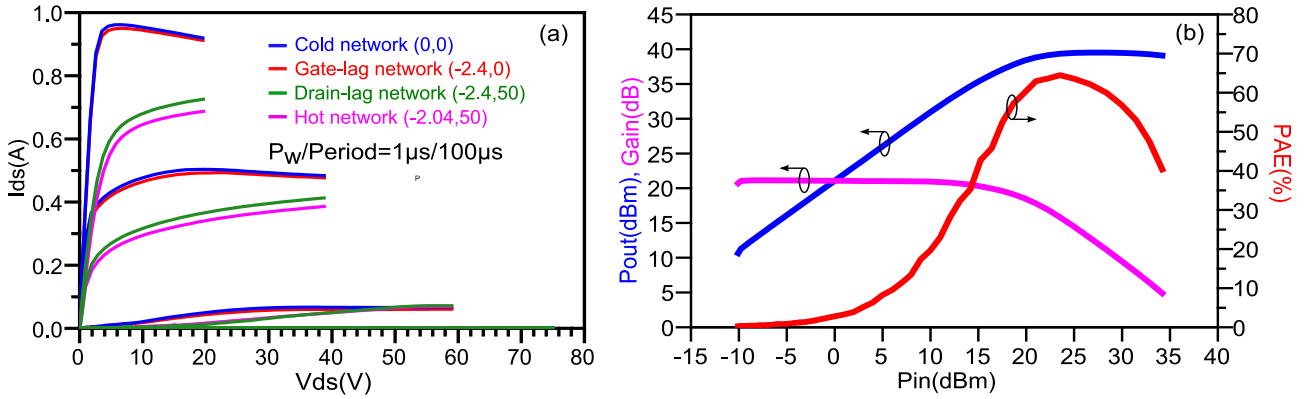 (a)
1.0
0.8
0.6
0.4
0.2
0.0
Ids(A)
Cold network (0,0)
Gate-lag network (-2.4,0)
Drain-lag network (-2.4,50)
Hot network (-2.04,50)
PW/Period=1µs/100µs
P
0 10 20 30 40 50 60 70 80
Vds(V)
(b)
45
40
35
30
25
20
15
10
5
0
Pout(dBm), Gain(dB)
80
70
60
50
40
30
20
10
0
PAE(%)
-15 -10 -5 0 5 10 15 20 25 30 35 40
Pin(dBm)